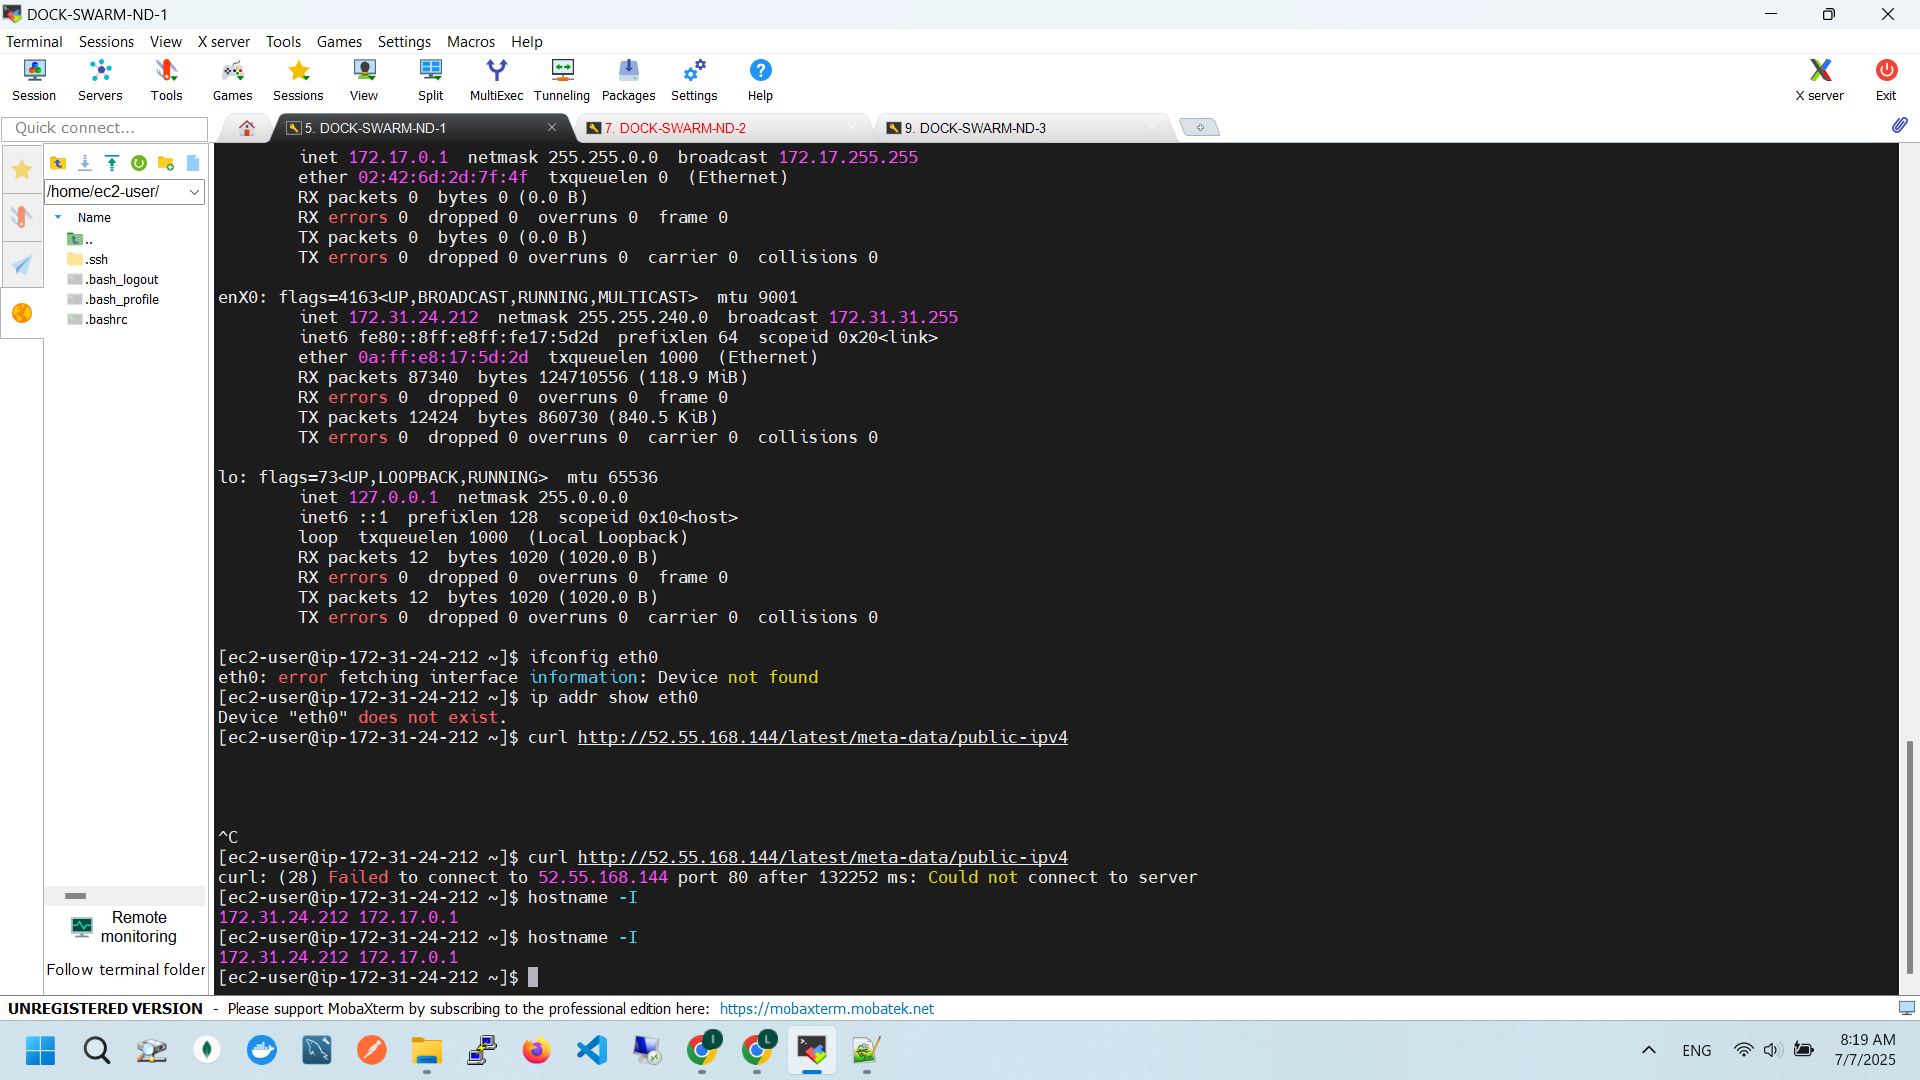 DOCK-SWARM-ND-1
Terminal Sessions View X server Tools Games Settings Macros Help
Session Servers Tools Games Sessions View Split MultiExec Tunneling Packages Settings Help X server Exit
Quick connect...
5. DOCK-SWARM-ND-1
7. DOCK-SWARM-ND-2
9. DOCK-SWARM-ND-3
/home/ec2-user/
Name
..
.ssh
.bash_logout
.bash_profile
.bashrc
Remote
monitoring
Follow terminal folder
inet 172.17.0.1 netmask 255.255.0.0 broadcast 172.17.255.255
ether 02:42:6d:2d:7f:4f txqueuelen 0 (Ethernet)
RX packets 0 bytes 0 (0.0 B)
RX errors 0 dropped 0 overruns 0 frame 0
TX packets 0 bytes 0 (0.0 B)
TX errors 0 dropped 0 overruns 0 carrier 0 collisions 0
enX0: flags=4163<UP,BROADCAST,RUNNING,MULTICAST> mtu 9001
inet 172.31.24.212 netmask 255.255.240.0 broadcast 172.31.31.255
inet6 fe80::8ff:e8ff:fe17:5d2d prefixlen 64 scopeid 0x20<link>
ether 0a:ff:e8:17:5d:2d txqueuelen 1000 (Ethernet)
RX packets 87340 bytes 124710556 (118.9 MiB)
RX errors 0 dropped 0 overruns 0 frame 0
TX packets 12424 bytes 860730 (840.5 KiB)
TX errors 0 dropped 0 overruns 0 carrier 0 collisions 0
lo: flags=73<UP,LOOPBACK,RUNNING> mtu 65536
inet 127.0.0.1 netmask 255.0.0.0
inet6 ::1 prefixlen 128 scopeid 0x10<host>
loop txqueuelen 1000 (Local Loopback)
RX packets 12 bytes 1020 (1020.0 B)
RX errors 0 dropped 0 overruns 0 frame 0
TX packets 12 bytes 1020 (1020.0 B)
TX errors 0 dropped 0 overruns 0 carrier 0 collisions 0
[ec2-user@ip-172-31-24-212 ~]$ ifconfig eth0
eth0: error fetching interface information: Device not found
[ec2-user@ip-172-31-24-212 ~]$ ip addr show eth0
Device "eth0" does not exist.
[ec2-user@ip-172-31-24-212 ~]$ curl http://52.55.168.144/latest/meta-data/public-ipv4
^C
[ec2-user@ip-172-31-24-212 ~]$ curl http://52.55.168.144/latest/meta-data/public-ipv4
curl: (28) Failed to connect to 52.55.168.144 port 80 after 132252 ms: Could not connect to server
[ec2-user@ip-172-31-24-212 ~]$ hostname -I
172.31.24.212 172.17.0.1
[ec2-user@ip-172-31-24-212 ~]$ hostname -I
172.31.24.212 172.17.0.1
[ec2-user@ip-172-31-24-212 ~]$
UNREGISTERED VERSION - Please support MobaXterm by subscribing to the professional edition here: https://mobaxterm.mobatek.net
I
L
ENG
8:19 AM
7/7/2025